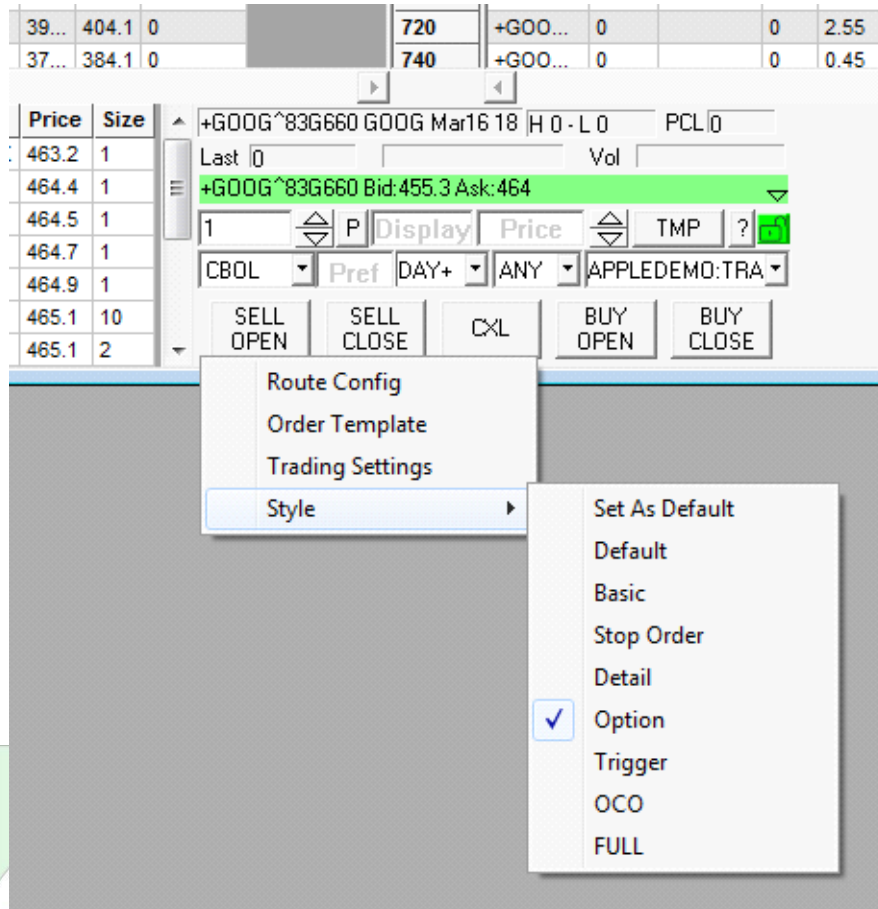 39... 404.1 0 720 +GOO... 0 0 2.55
37... 384.1 0 740 +GOO... 0 0 0.45
Price Size +GOOG^83G660 GOOG Mar16 18 H 0 - L 0 PCL 0
463.2 1 Last 0 Vol
464.4 1 +GOOG^83G660 Bid:455.3 Ask:464
464.5 1 1 P Display Price TMP ?
464.7 1
464.9 1 CBOL Pref DAY+ ANY APPLEDEMO:TRA
465.1 10 SELL OPEN SELL CLOSE CXL BUY OPEN BUY CLOSE
465.1 2
Route Config
Order Template
Trading Settings
Style
Set As Default
Default
Basic
Stop Order
Detail
Option
Trigger
OCO
FULL